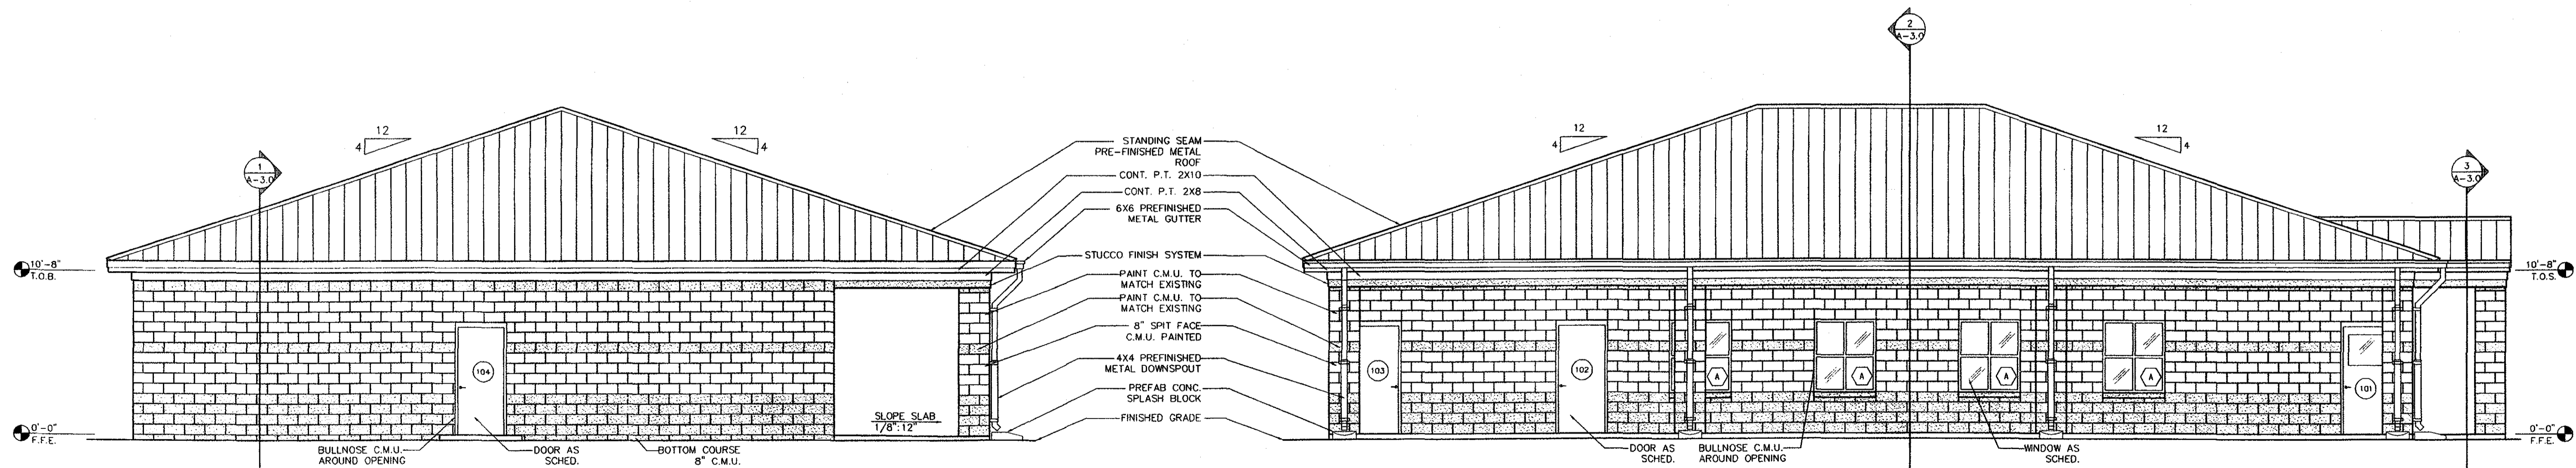 2
A-3.0
12
4
12
4
1
A-3.0
STANDING SEAM
PRE-FINISHED METAL
ROOF
CONT. P.T. 2X10
CONT. P.T. 2X8
6X6 PREFINISHED
METAL GUTTER
STUCCO FINISH SYSTEM
PAINT C.M.U. TO
MATCH EXISTING
PAINT C.M.U. TO
MATCH EXISTING
8" SPIT FACE
C.M.U. PAINTED
4X4 PREFINISHED
METAL DOWNSPOUT
PREFAB CONC.
SPLASH BLOCK
FINISHED GRADE
12
4
12
4
3
A-3.0
10'-8"
T.O.B.
10'-8"
T.O.S.
104
103
102
A
A
A
A
101
SLOPE SLAB
1/8":12"
0'-0"
F.F.E.
0'-0"
F.F.E.
BULLNOSE C.M.U.
AROUND OPENING
DOOR AS
SCHED.
BOTTOM COURSE
8" C.M.U.
DOOR AS
SCHED.
BULLNOSE C.M.U.
AROUND OPENING
WINDOW AS
SCHED.